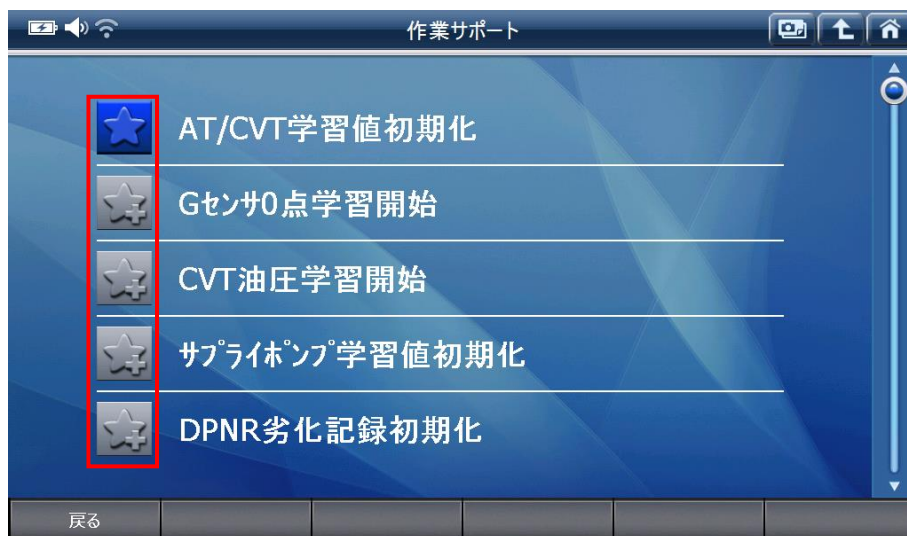 作業サポート
AT/CVT学習値初期化
Gｾﾝｻ0点学習開始
CVT油圧学習開始
ｻﾌﾟﾗｲﾎﾟﾝﾌﾟ学習値初期化
DPNR劣化記録初期化
戻る